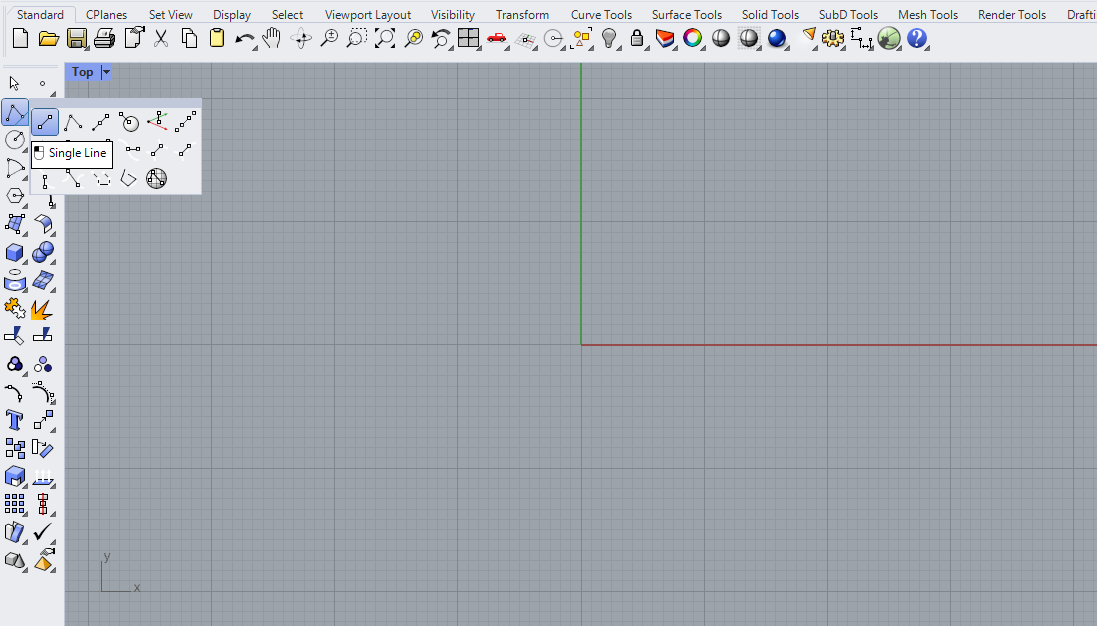 Standard CPlanes Set View Display Select Viewport Layout Visibility Transform Curve Tools Surface Tools Solid Tools SubD Tools Mesh Tools Render Tools Drafti
Top
Single Line
y
x